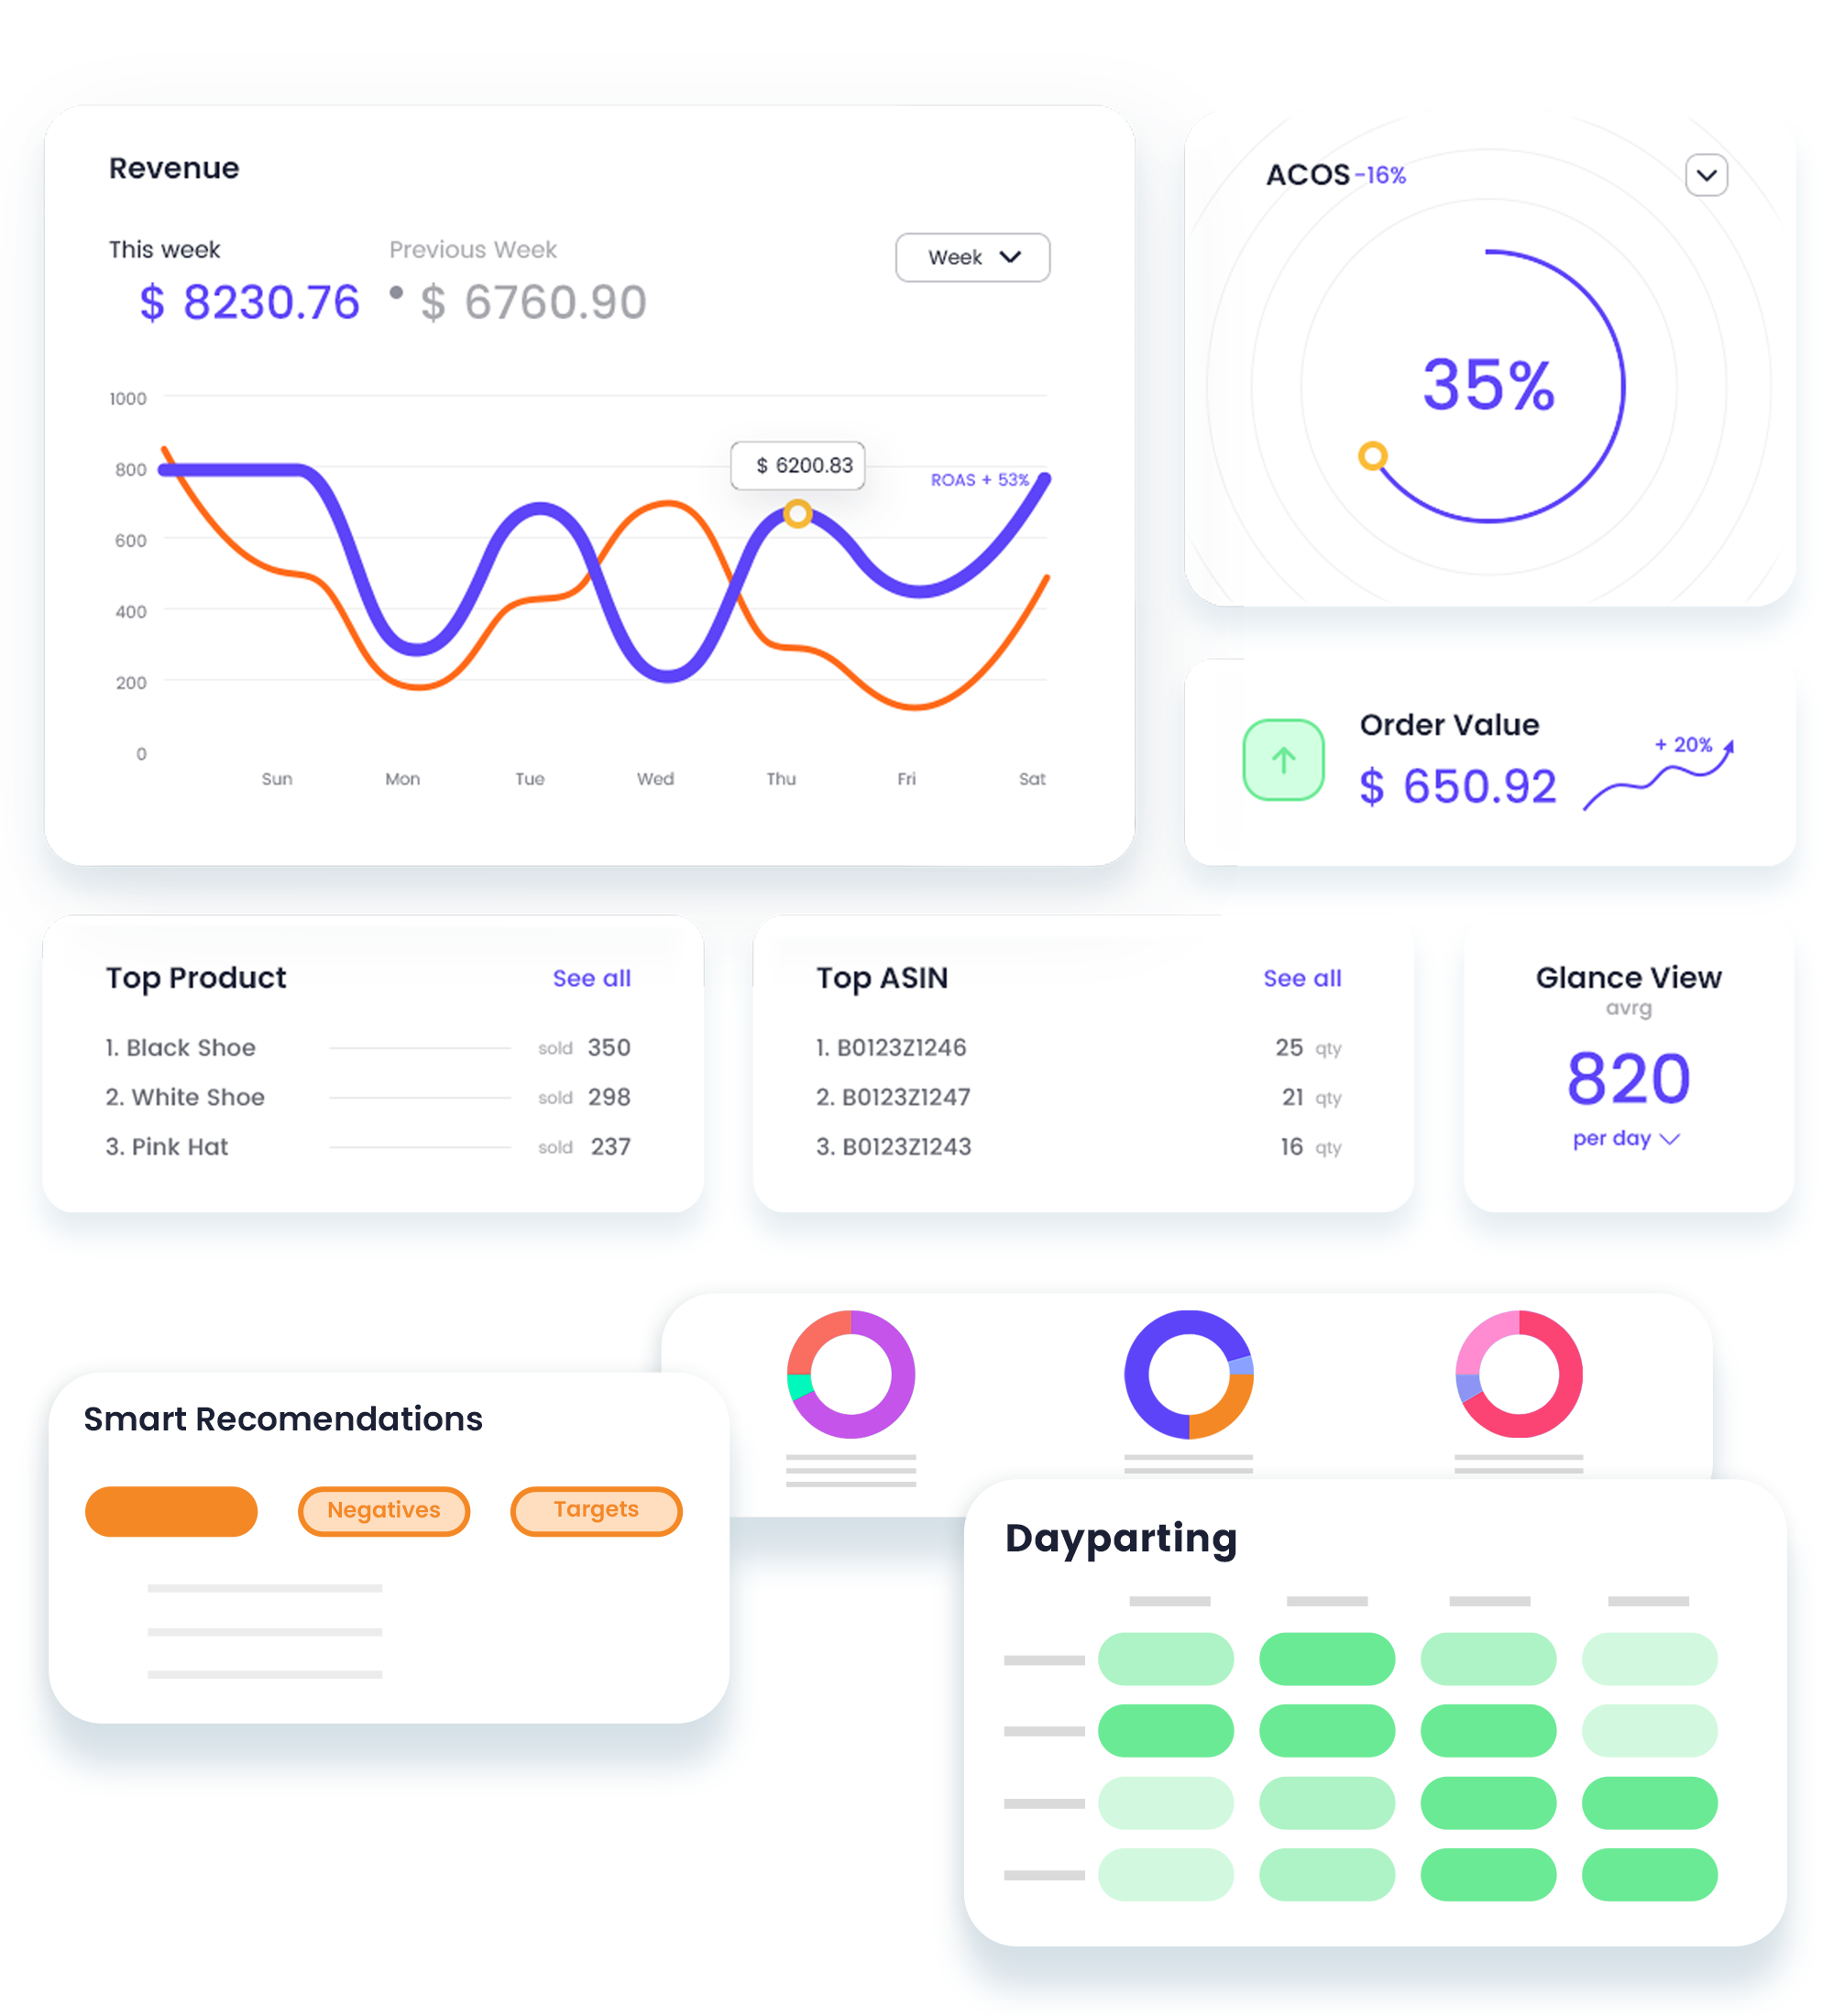 Revenue
This week
Previous Week
Week
$ 8230.76
$ 6760.90
1000
800
600
400
200
0
$ 6200.83
ROAS + 53%
Sun Mon Tue Wed Thu Fri Sat
ACOS -16%
35%
Order Value
$ 650.92
+ 20%
Top Product See all
1. Black Shoe sold 350
2. White Shoe sold 298
3. Pink Hat sold 237
Top ASIN See all
1. B0123Z1246 25 qty
2. B0123Z1247 21 qty
3. B0123Z1243 16 qty
Glance View
avrg
820
per day
Smart Recomendations
Negatives
Targets
Dayparting